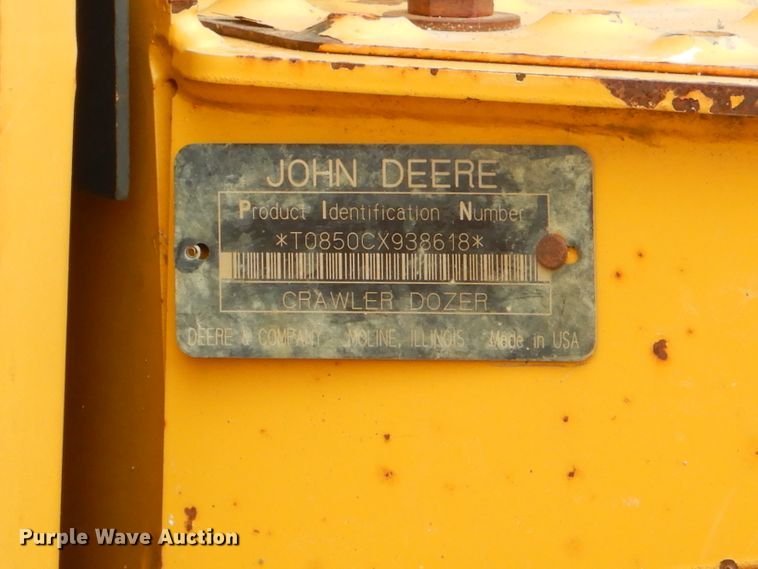 JOHN DEERE
Product Identification Number
*T0850CX938618*
CRAWLER DOZER
DEERE & COMPANY MOLINE, ILLINOIS Made in USA
Purple Wave Auction